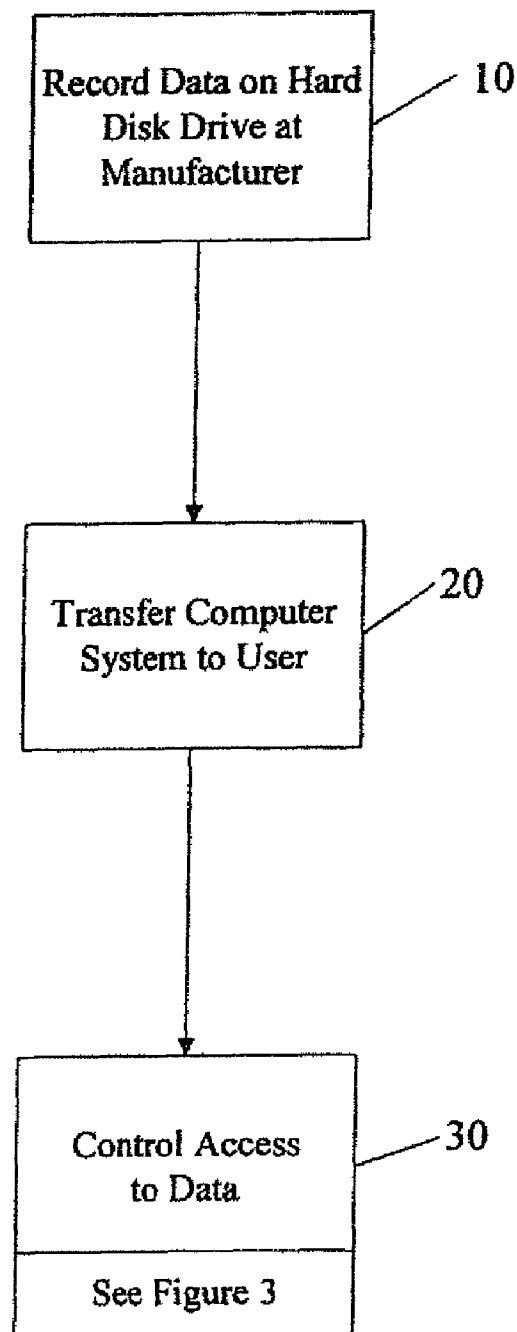 Record Data on Hard
Disk Drive at
Manufacturer
10
Transfer Computer
System to User
20
Control Access
to Data
30
See Figure 3